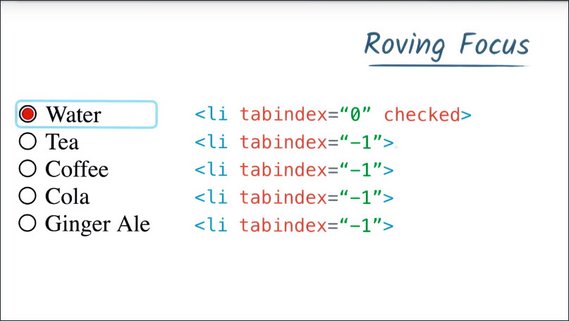 Roving Focus
Water <li tabindex=“0” checked>
Tea <li tabindex=“-1”>
Coffee <li tabindex=“-1”>
Cola <li tabindex=“-1”>
Ginger Ale <li tabindex=“-1”>